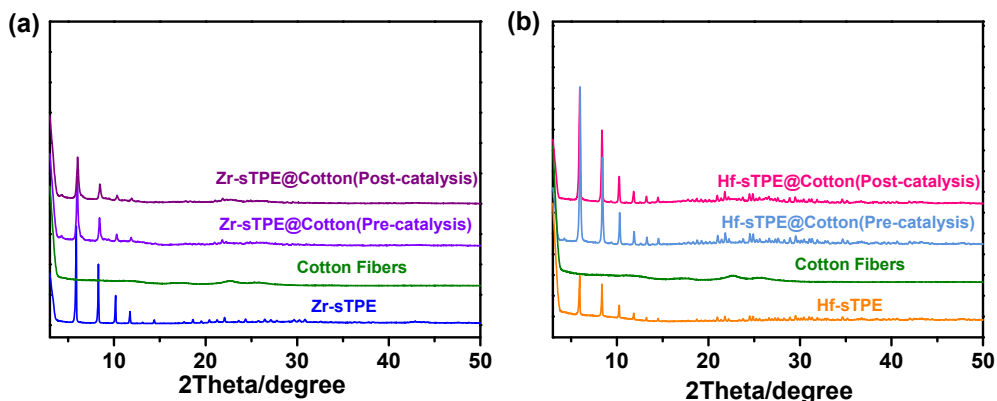 (a)
Zr-sTPE@Cotton(Post-catalysis)
Zr-sTPE@Cotton(Pre-catalysis)
Cotton Fibers
Zr-sTPE
10 20 30 40 50
2Theta/degree
(b)
Hf-sTPE@Cotton(Post-catalysis)
Hf-sTPE@Cotton(Pre-catalysis)
Cotton Fibers
Hf-sTPE
10 20 30 40 50
2Theta/degree